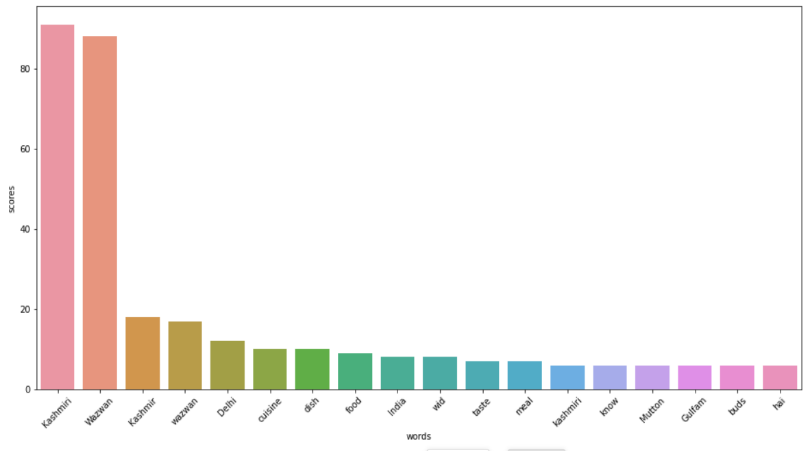 80
60
40
20
0
scores
Kashmiri Wazwan Kashmir wazwan Delhi cuisine dish food India wid taste meal kashmiri know Mutton Gulfam buds hai
words